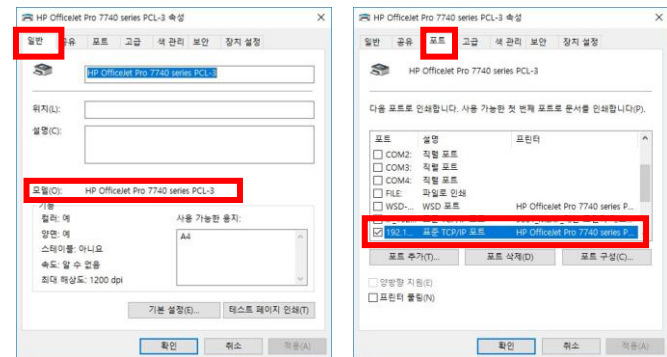 HP OfficeJet Pro 7740 series PCL-3 속성
일반 공유 포트 고급 색 관리 보안 장치 설정
HP OfficeJet Pro 7740 series PCL-3
위치(L):
설명(C):
모델(O): HP OfficeJet Pro 7740 series PCL-3
기능
컬러: 예 사용 가능한 용지:
양면: 예 A4
스테이플: 아니요
속도: 알 수 없음
최대 해상도: 1200 dpi
기본 설정(E)... 테스트 페이지 인쇄(T)
확인 취소 적용(A)
HP OfficeJet Pro 7740 series PCL-3 속성
일반 공유 포트 고급 색 관리 보안 장치 설정
HP OfficeJet Pro 7740 series PCL-3
다음 포트로 인쇄합니다. 사용 가능한 첫 번째 포트로 문서를 인쇄합니다(P).
포트 설명 프린터
COM2: 직렬 포트
COM3: 직렬 포트
COM4: 직렬 포트
FILE: 파일로 인쇄
WSD-... WSD 포트 HP OfficeJet Pro 7740 series P...
192.1... 표준 TCP/IP 포트 HP OfficeJet Pro 7740 series P...
포트 추가(T)... 포트 삭제(D) 포트 구성(C)...
양방향 지원(E)
프린터 풀링(N)
확인 취소 적용(A)